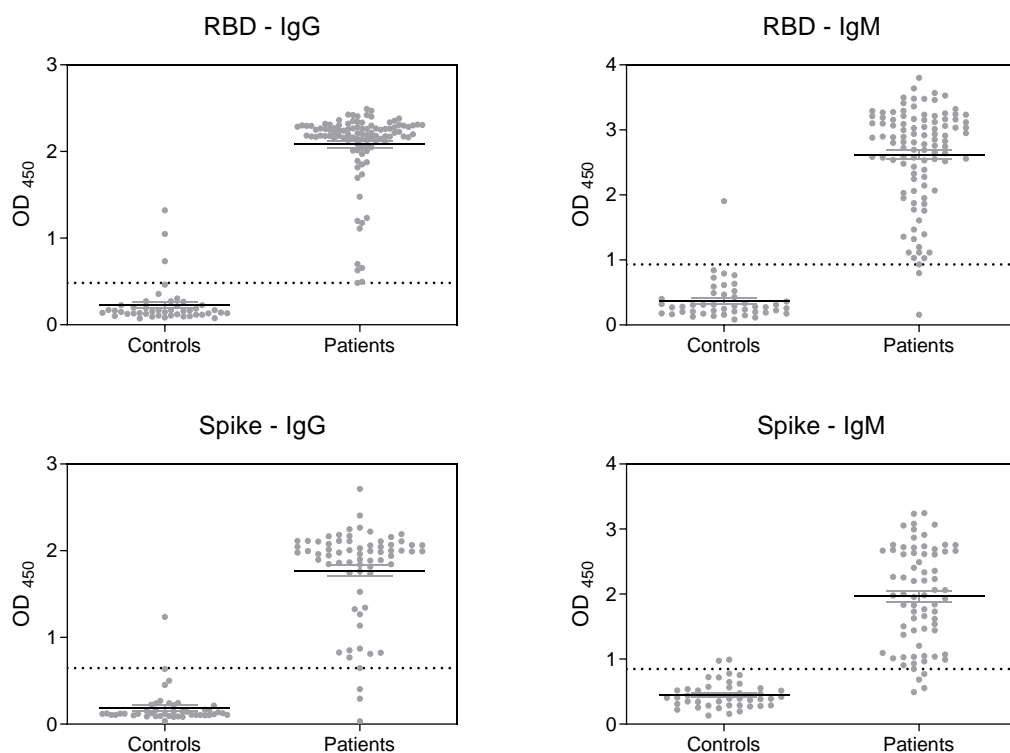 RBD - IgG
3
2
1
0
OD 450
Controls
Patients
RBD - IgM
4
3
2
1
0
OD 450
Controls
Patients
Spike - IgG
3
2
1
0
OD 450
Controls
Patients
Spike - IgM
4
3
2
1
0
OD 450
Controls
Patients